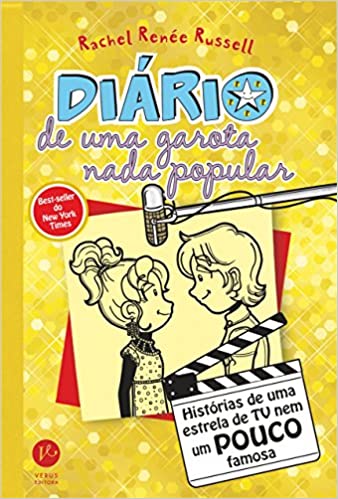 Rachel Renée Russell
DIÁRIO
de uma garota
nada popular
Best-seller
do
New York
Times
Histórias de uma
estrela de TV nem
um POUCO
famosa
V
VERUS
EDITORA